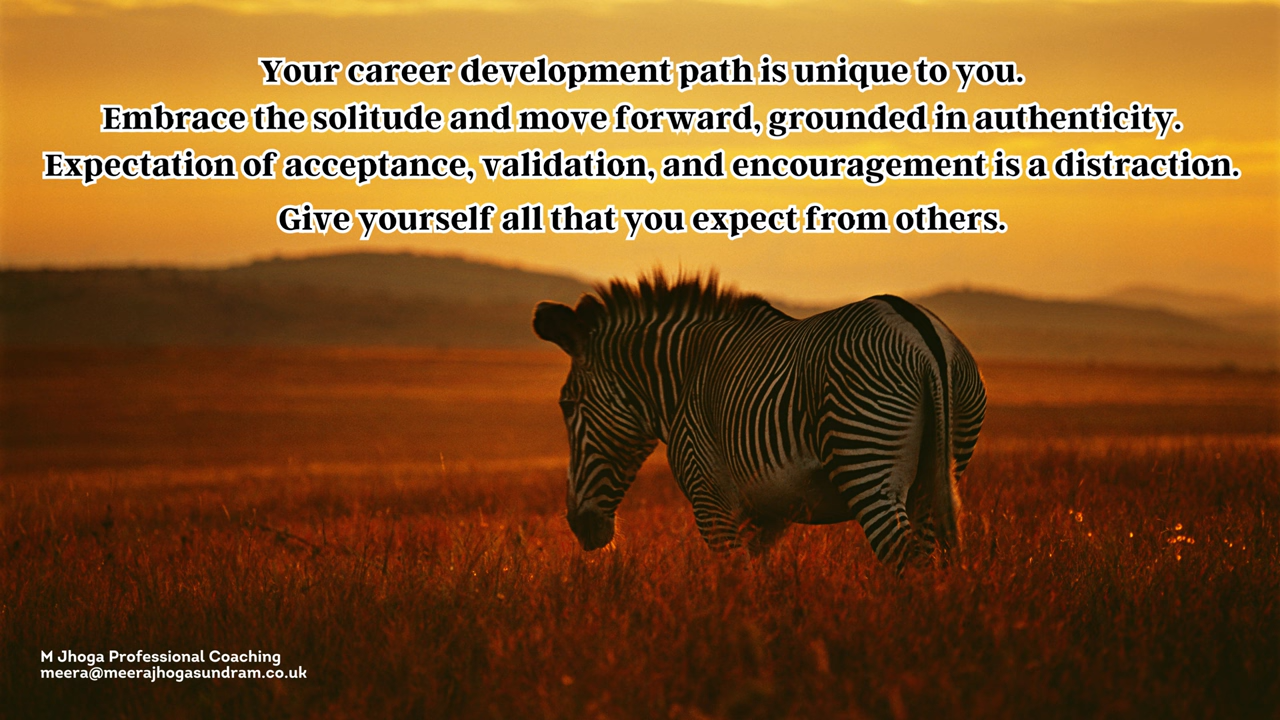 Your career development path is unique to you.
Embrace the solitude and move forward, grounded in authenticity.
Expectation of acceptance, validation, and encouragement is a distraction.
Give yourself all that you expect from others.
M Jhoga Professional Coaching
meera@meerajhogasundram.co.uk